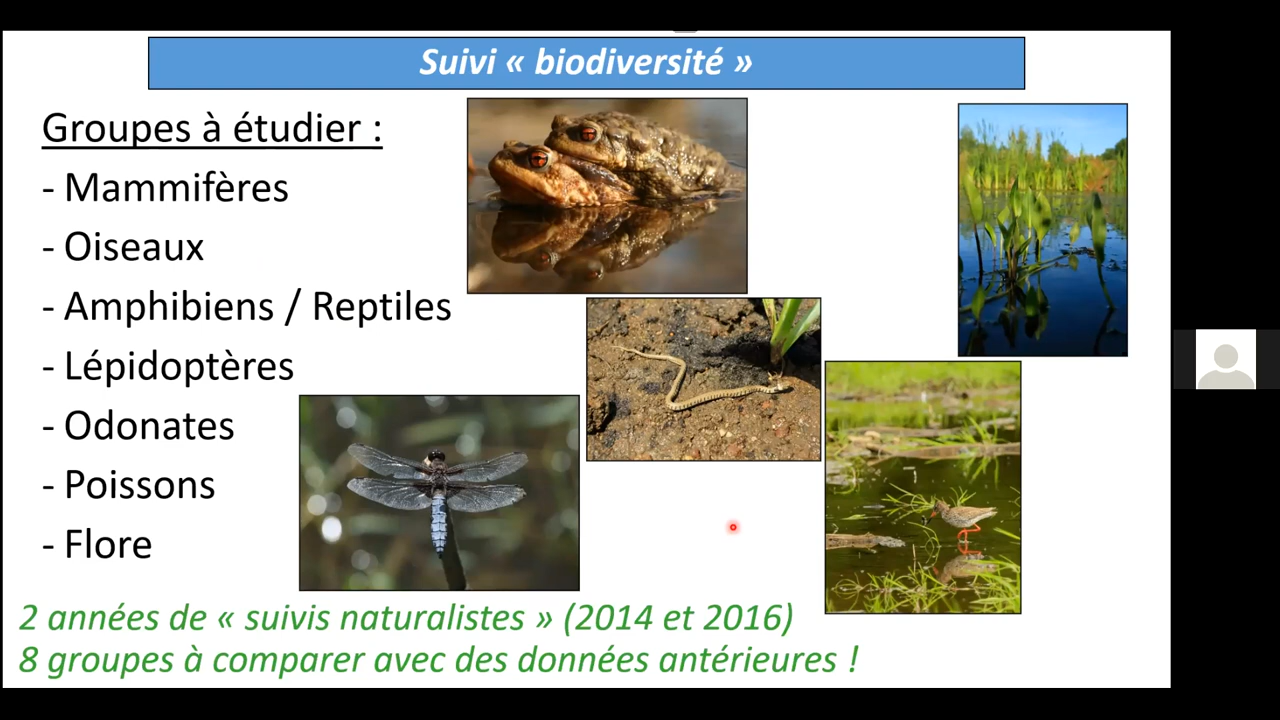 Suivi « biodiversité »
Groupes à étudier :
- Mammifères
- Oiseaux
- Amphibiens / Reptiles
- Lépidoptères
- Odonates
- Poissons
- Flore
2 années de « suivis naturalistes » (2014 et 2016)
8 groupes à comparer avec des données antérieures !